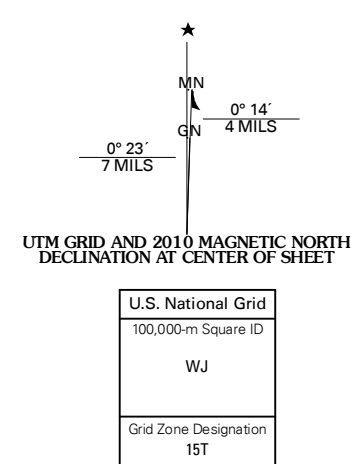 ★
MN
0° 14´
4 MILS
GN
0° 23´
7 MILS
UTM GRID AND 2010 MAGNETIC NORTH
DECLINATION AT CENTER OF SHEET
U.S. National Grid
100,000-m Square ID
WJ
Grid Zone Designation
15T